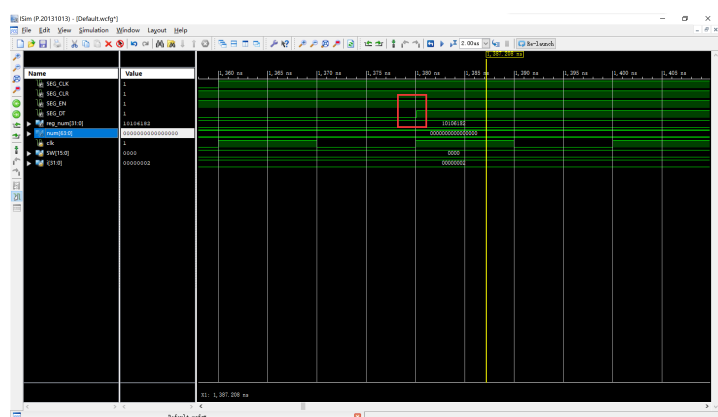 ISim (P.20131013) - [Default.wcfg*]
File Edit View Simulation Window Layout Help
2.00us Re-launch
1,387.208 ns
Name Value
1,360 ns 1,365 ns 1,370 ns 1,375 ns 1,380 ns 1,385 ns 1,390 ns 1,395 ns 1,400 ns 1,405 ns
SEG_CLK 1
SEG_CLR 1
SEG_EN 1
SEG_DT 1
reg_num[31:0] 10106182 10106182
num[63:0] 0000000000000000 0000000000000000
clk 1
SW[15:0] 0000 0000
i[31:0] 00000002 00000002
X1: 1,387.208 ns
Default.wcfg*